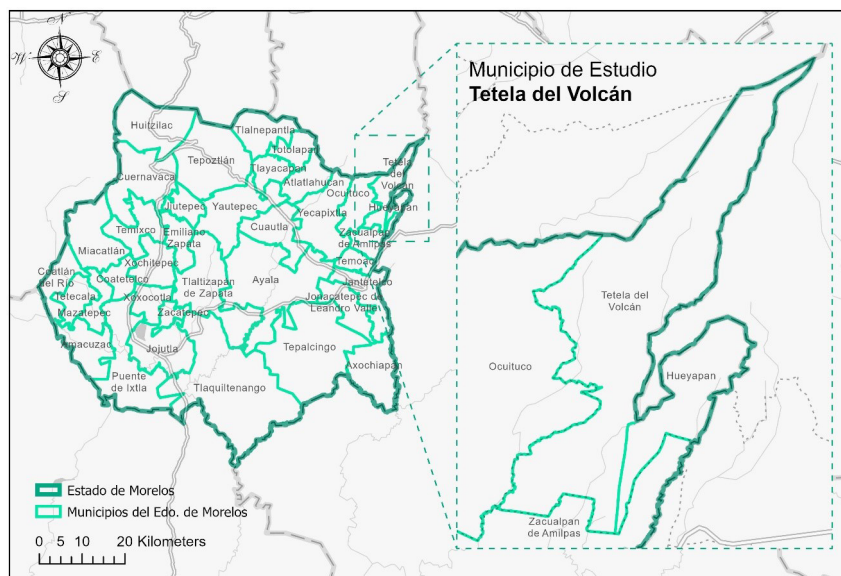 N
W
E
S
Municipio de Estudio
Tetela del Volcán
Huitzilac
Tlalnepantla
Totolapan
Tepoztlán
Tlayacapan
Atlatlahucan
Tetela
del
Volcán
Cuernavaca
Ocuituco
Hueyapan
Jiutepec
Yautepec
Yecapixtla
Cuautla
Temixco
Emiliano
Zapata
Zacualpan
de Amilpas
Miacatlán
Xochitepec
Temoac
Coatlán
del Río
Coatetelco
Tlaltizapán
de Zapata
Ayala
Jantetelco
Tetecala
Xoxocotla
Jonacatepec de
Leandro Valle
Mazatepec
Zacatepec
Xmacuzac
Jojutla
Tepalcingo
Axochiapan
Puente
de Ixtla
Tlaquiltenango
Tetela del
Volcán
Ocuituco
Hueyapan
Zacualpan
de Amilpas
Estado de Morelos
Municipios del Edo. de Morelos
0 5 10 20 Kilometers